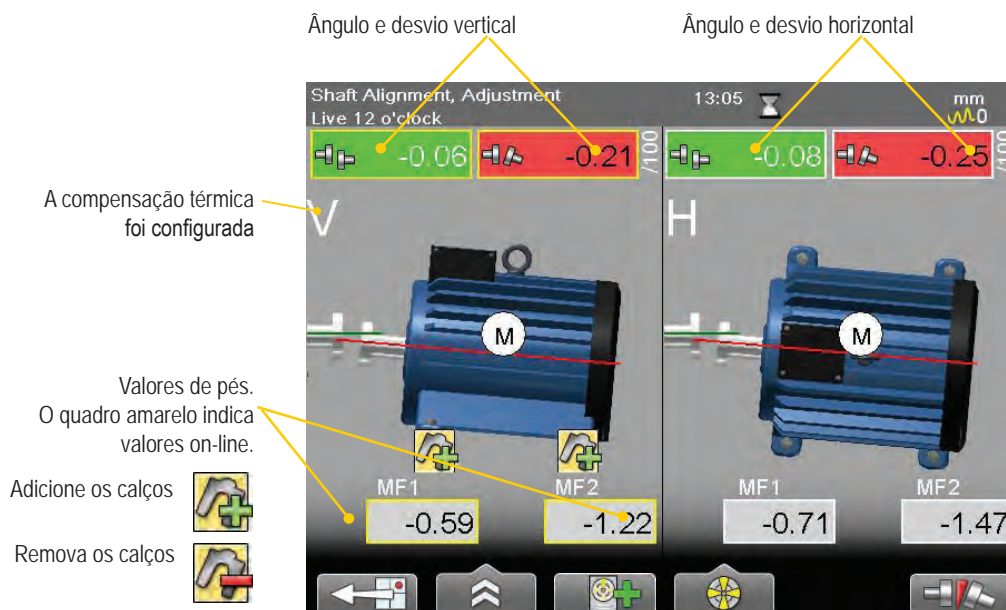 Ângulo e desvio vertical
Ângulo e desvio horizontal
Shaft Alignment, Adjustment
Live 12 o'clock
13:05
mm
0
-0.06
-0.21
/100
-0.08
-0.25
/100
A compensação térmica
foi configurada
V
H
M
M
Valores de pés.
O quadro amarelo indica
valores on-line.
MF1
MF2
MF1
MF2
-0.59
-1.22
-0.71
-1.47
Adicione os calços
Remova os calços